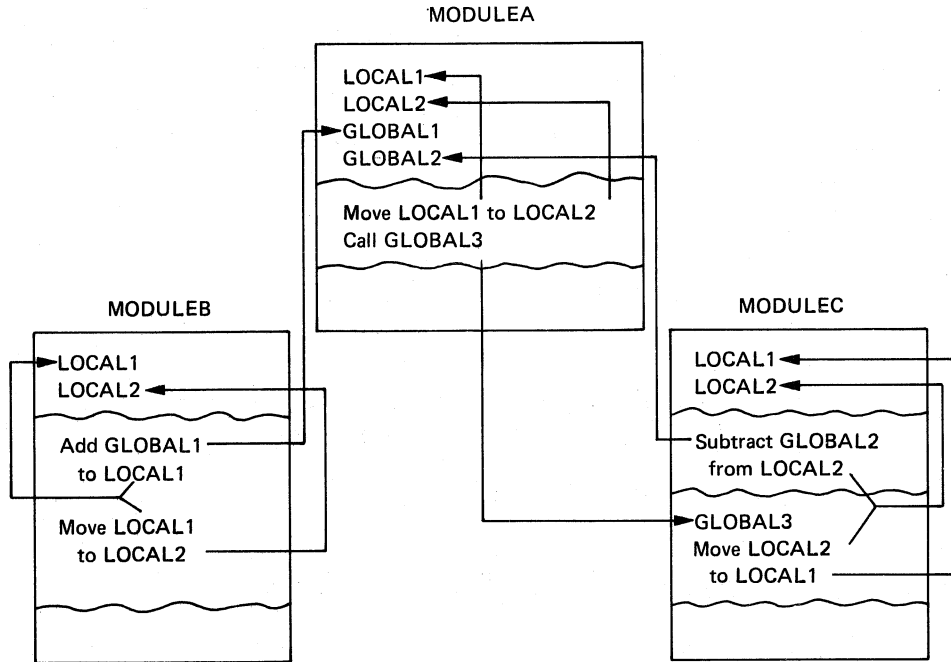 MODULEA
LOCAL1
LOCAL2
GLOBAL1
GLOBAL2
Move LOCAL1 to LOCAL2
Call GLOBAL3
MODULEB
LOCAL1
LOCAL2
Add GLOBAL1
to LOCAL1
Move LOCAL1
to LOCAL2
MODULEC
LOCAL1
LOCAL2
Subtract GLOBAL2
from LOCAL2
GLOBAL3
Move LOCAL2
to LOCAL1